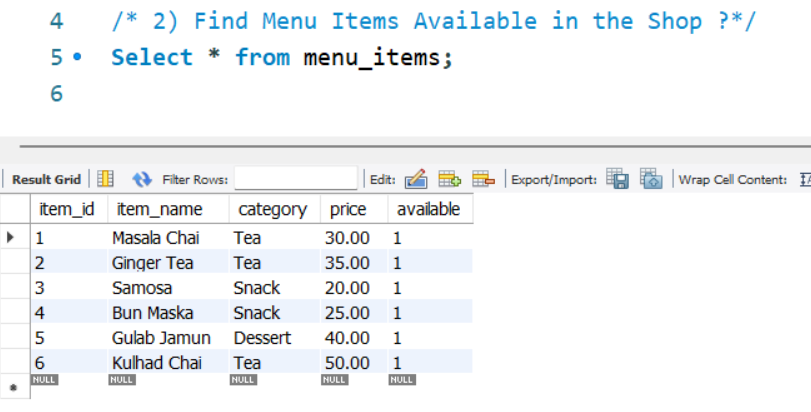 4 /* 2) Find Menu Items Available in the Shop ?*/
5 Select * from menu_items;
6
Result Grid Filter Rows: Edit: Export/Import: Wrap Cell Content:
item_id item_name category price available
1 Masala Chai Tea 30.00 1
2 Ginger Tea Tea 35.00 1
3 Samosa Snack 20.00 1
4 Bun Maska Snack 25.00 1
5 Gulab Jamun Dessert 40.00 1
6 Kulhad Chai Tea 50.00 1
NULL NULL NULL NULL NULL